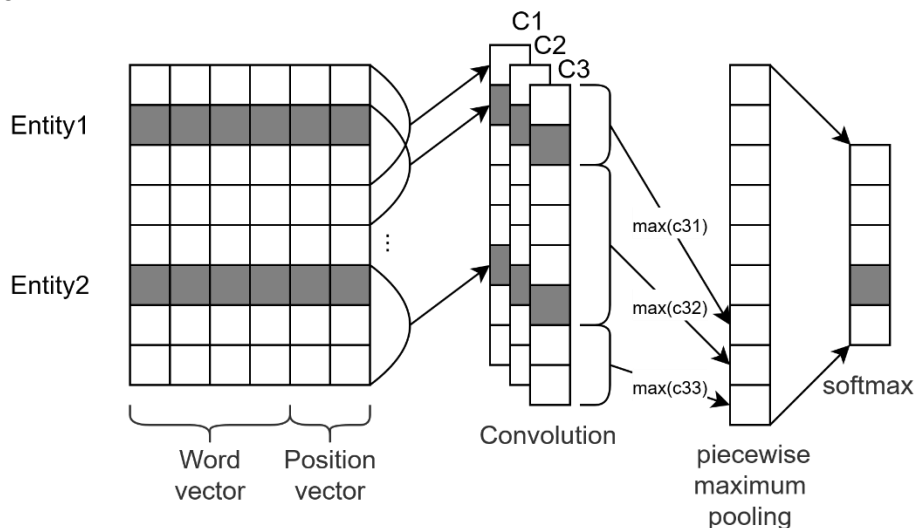 C1
C2
C3
Entity1
Entity2
...
max(c31)
max(c32)
max(c33)
Word
vector
Position
vector
Convolution
piecewise
maximum
pooling
softmax